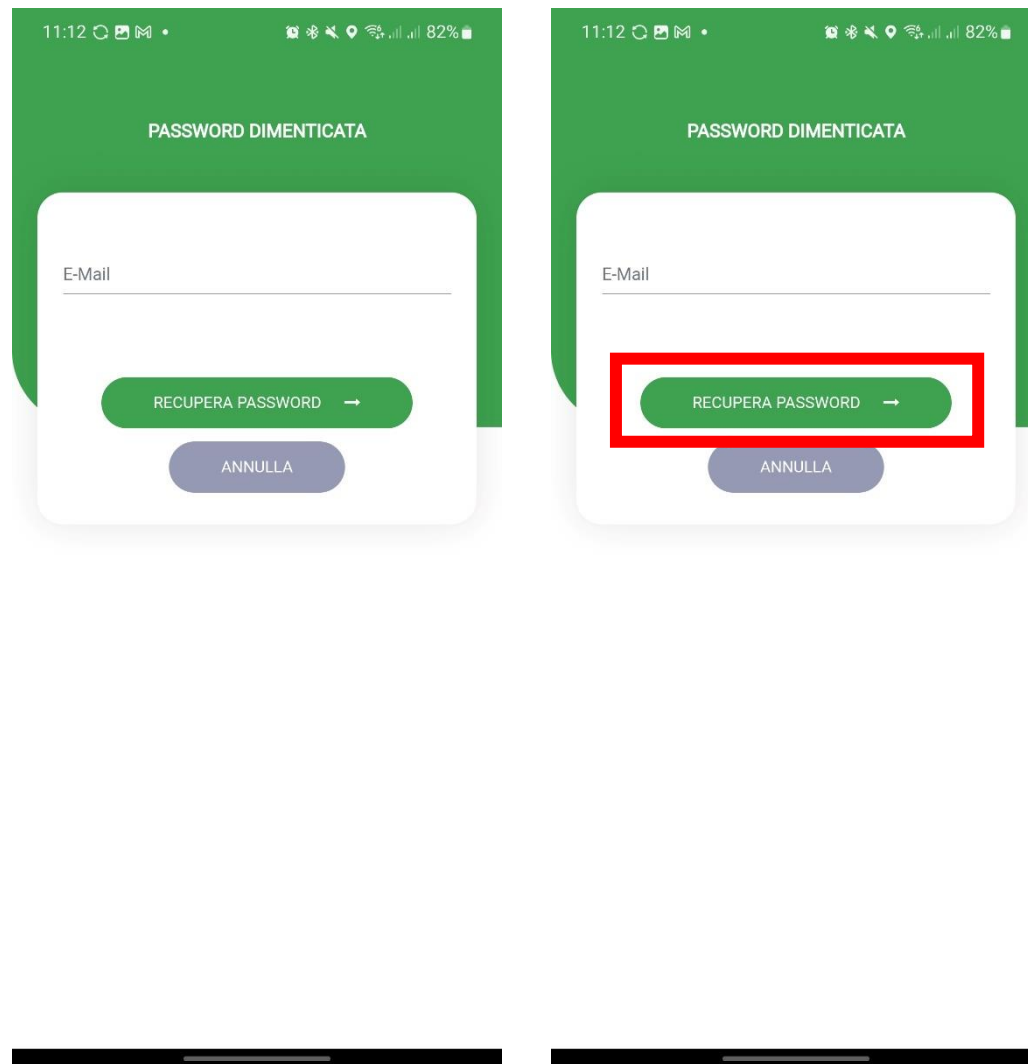 11:12
82%
PASSWORD DIMENTICATA
E-Mail
RECUPERA PASSWORD →
ANNULLA
11:12
82%
PASSWORD DIMENTICATA
E-Mail
RECUPERA PASSWORD →
ANNULLA